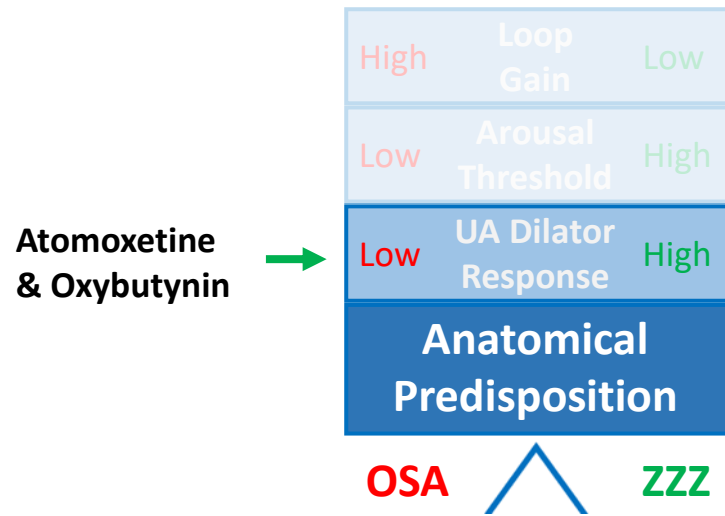 High Loop Gain Low
Low Arousal Threshold High
Atomoxetine & Oxybutynin
Low UA Dilator Response High
Anatomical Predisposition
OSA ZZZ